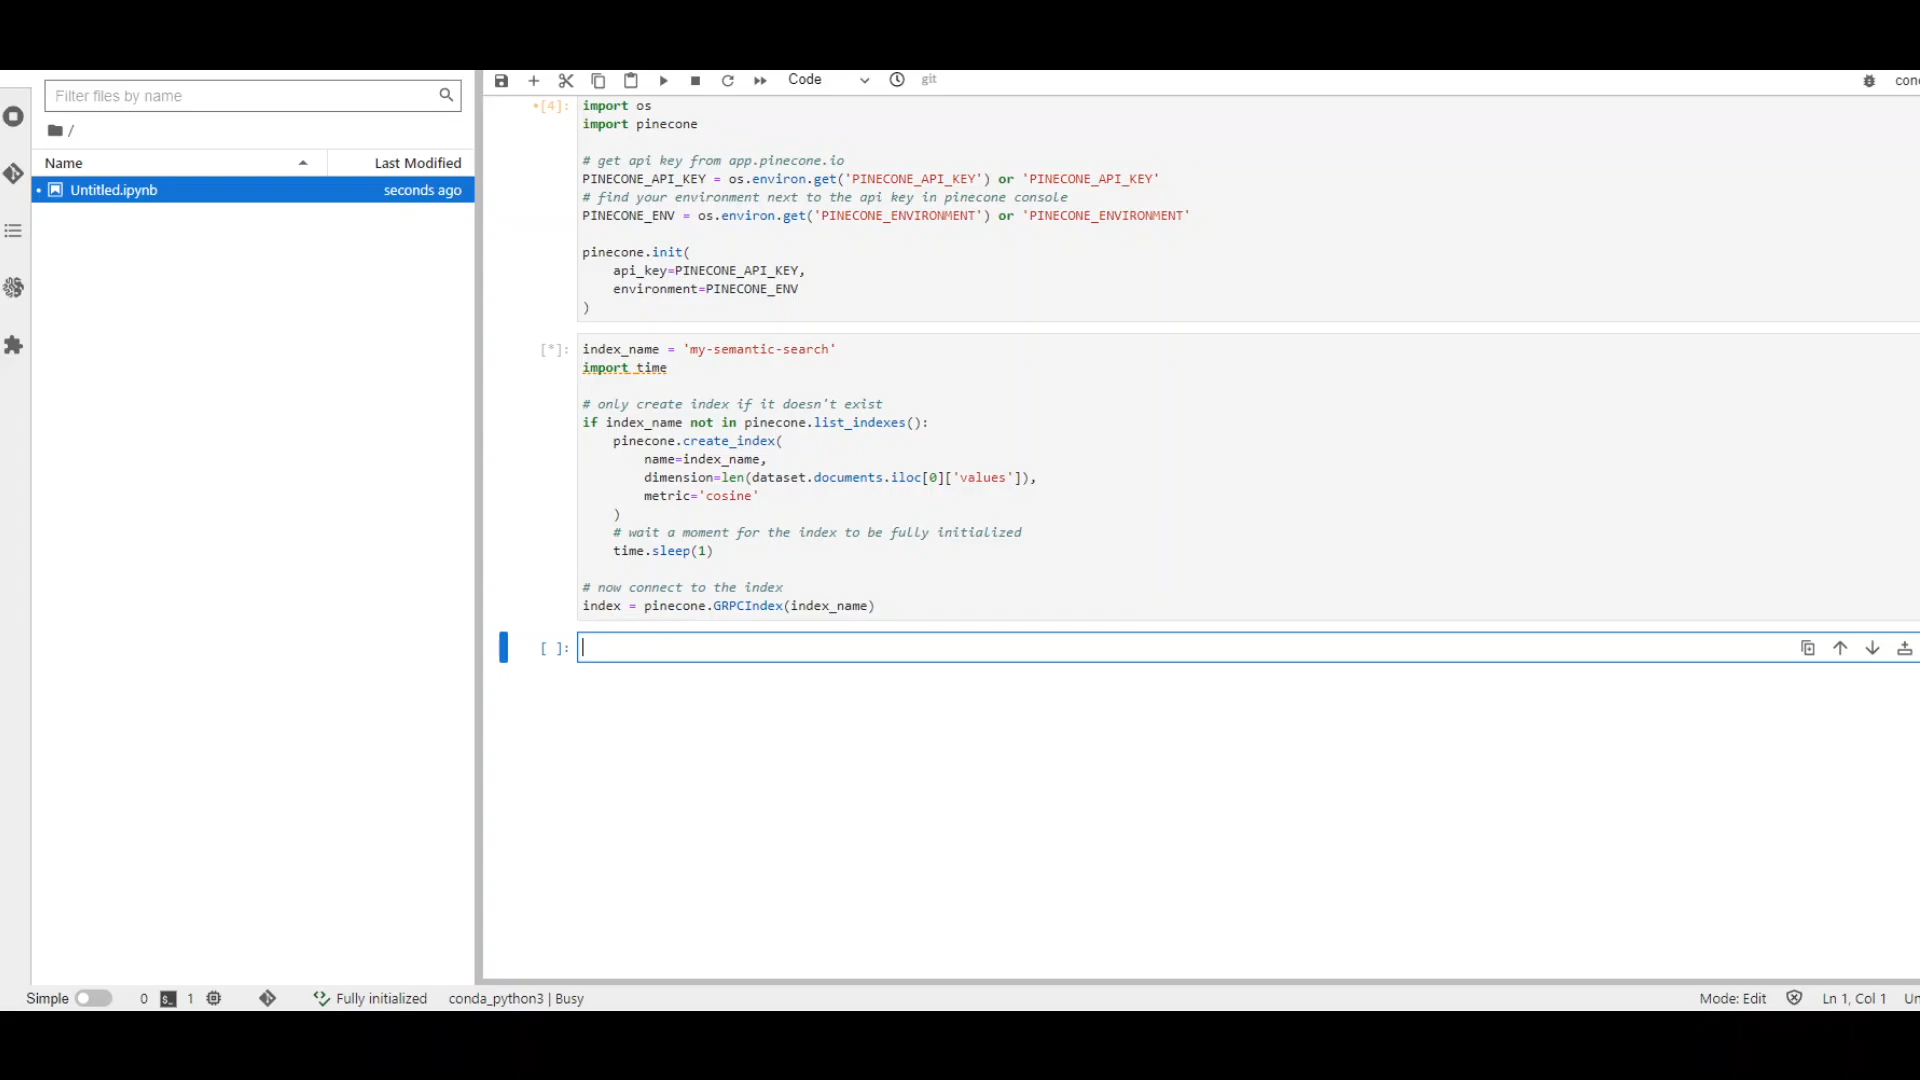 Filter files by name
/
Name Last Modified
Untitled.ipynb seconds ago
Code git
•[4]:
import os
import pinecone
# get api key from app.pinecone.io
PINECONE_API_KEY = os.environ.get('PINECONE_API_KEY') or 'PINECONE_API_KEY'
# find your environment next to the api key in pinecone console
PINECONE_ENV = os.environ.get('PINECONE_ENVIRONMENT') or 'PINECONE_ENVIRONMENT'
pinecone.init(
    api_key=PINECONE_API_KEY,
    environment=PINECONE_ENV
)
[*]:
index_name = 'my-semantic-search'
import time
# only create index if it doesn't exist
if index_name not in pinecone.list_indexes():
    pinecone.create_index(
        name=index_name,
        dimension=len(dataset.documents.iloc[0]['values']),
        metric='cosine'
    )
    # wait a moment for the index to be fully initialized
    time.sleep(1)
# now connect to the index
index = pinecone.GRPCIndex(index_name)
[ ]:
Simple 0 1 Fully initialized conda_python3 | Busy Mode: Edit Ln 1, Col 1